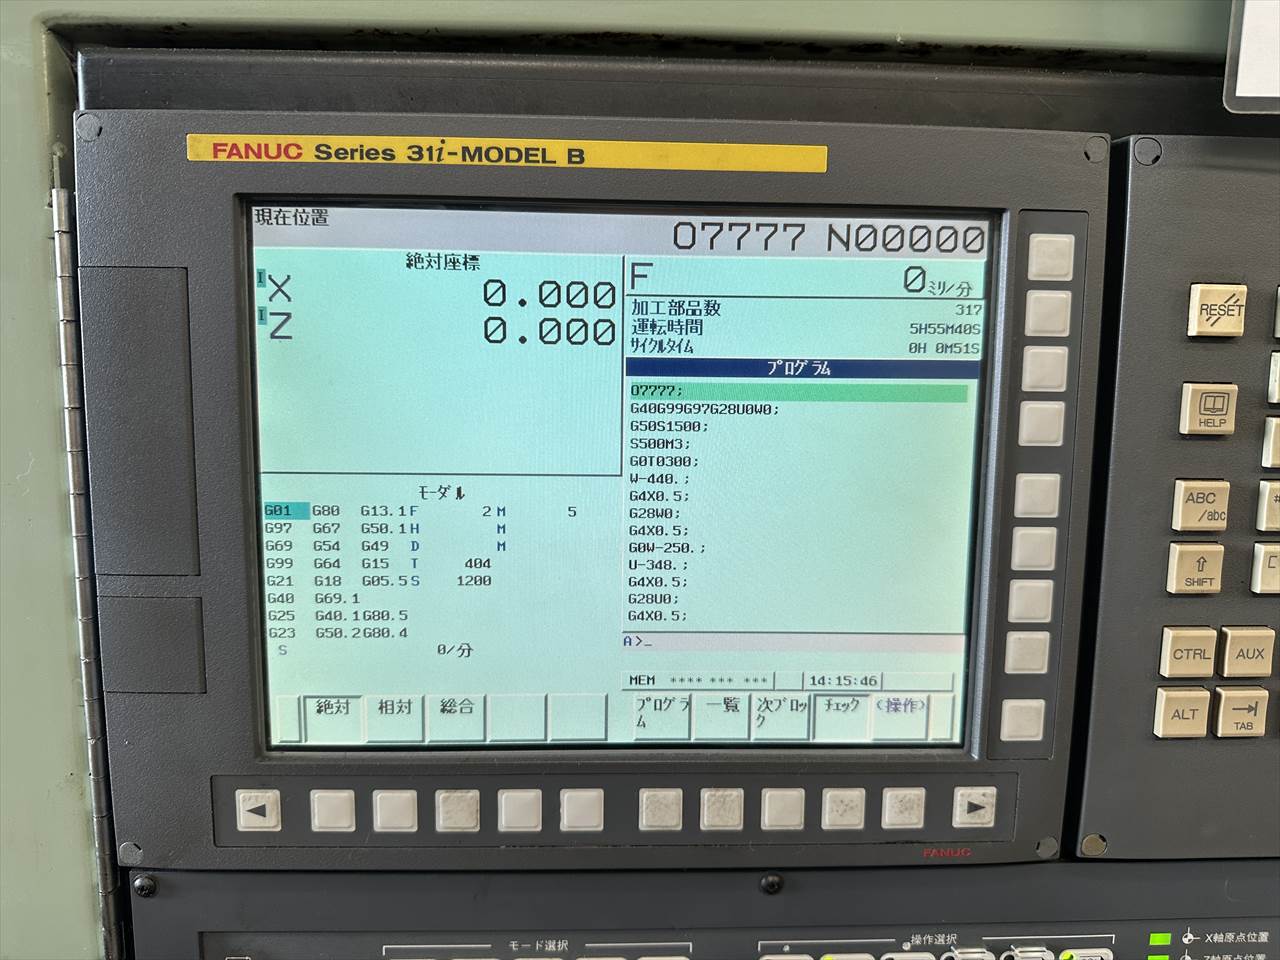 FANUC Series 31i-MODEL B
現在位置
O7777 N00000
絶対座標
I X 0.000
I Z 0.000
F 0 ミリ/分
加工部品数 317
運転時間 5H55M40S
サイクルタイム 0H 0M51S
プログラム
O7777;
G40G99G97G28U0W0;
G50S1500;
S500M3;
G0T0300;
W-440.;
G4X0.5;
G28W0;
G4X0.5;
G0W-250.;
U-348.;
G4X0.5;
G28U0;
G4X0.5;
モーダル
G01 G80 G13.1 F 2 M 5
G97 G67 G50.1 H M
G69 G54 G49 D M
G99 G64 G15 T 404
G21 G18 G05.5 S 1200
G40 G69.1
G25 G40.1 G80.5
G23 G50.2 G80.4
S 0/分
A>_
MEM **** *** *** 14:15:46
絶対 相対 総合
プログラム 一覧 次ブロック チェック (操作)
RESET
HELP
ABC/abc
SHIFT
CTRL AUX
ALT TAB
FANUC
モード選択
操作選択
X軸原点位置